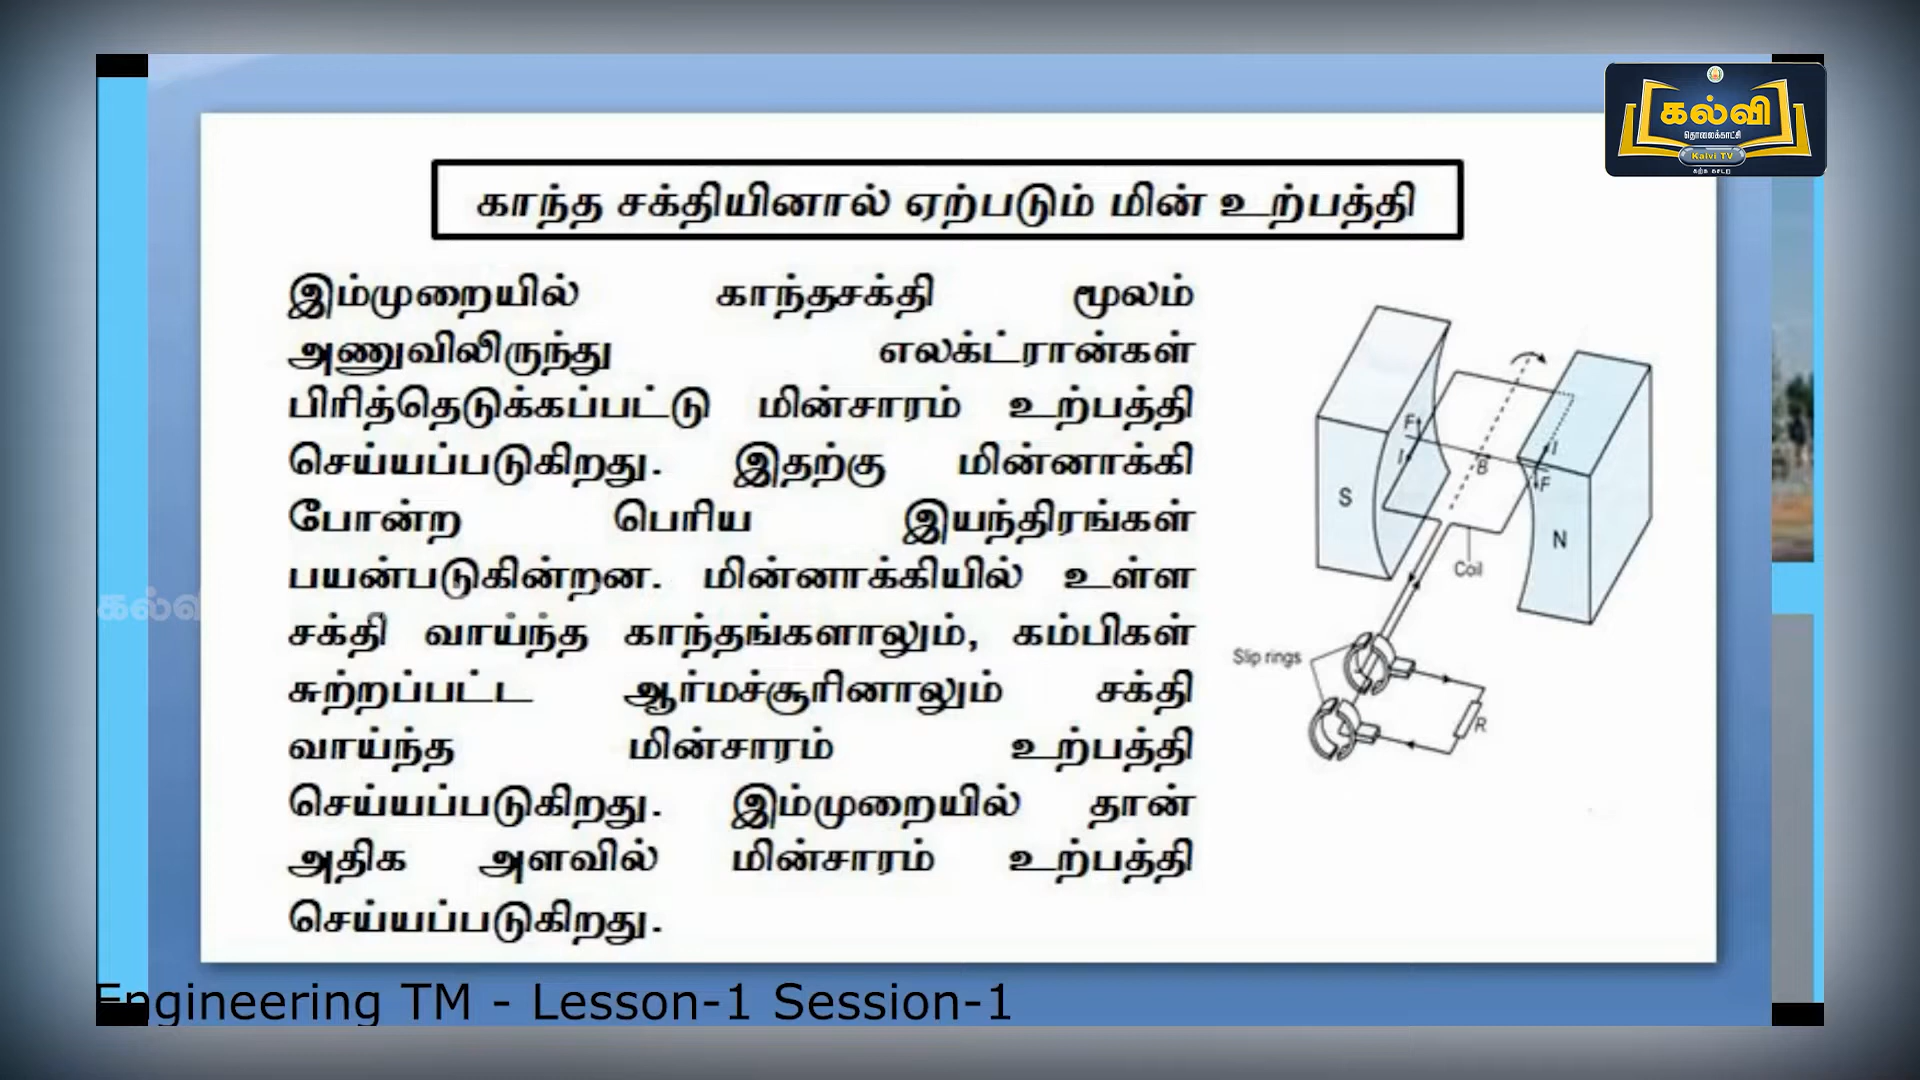 கல்வி
தொலைக்காட்சி
Kalvi TV
கற்க கசடற
காந்த சக்தியினால் ஏற்படும் மின் உற்பத்தி
இம்முறையில் காந்தசக்தி மூலம்
அணுவிலிருந்து எலக்ட்ரான்கள்
பிரித்தெடுக்கப்பட்டு மின்சாரம் உற்பத்தி
செய்யப்படுகிறது. இதற்கு மின்னாக்கி
போன்ற பெரிய இயந்திரங்கள்
பயன்படுகின்றன. மின்னாக்கியில் உள்ள
சக்தி வாய்ந்த காந்தங்களாலும், கம்பிகள்
சுற்றப்பட்ட ஆர்மச்சூரினாலும் சக்தி
வாய்ந்த மின்சாரம் உற்பத்தி
செய்யப்படுகிறது. இம்முறையில் தான்
அதிக அளவில் மின்சாரம் உற்பத்தி
செய்யப்படுகிறது.
F
I
B
I
F
S
N
Coil
Slip rings
R
கல்வி
Engineering TM - Lesson-1 Session-1